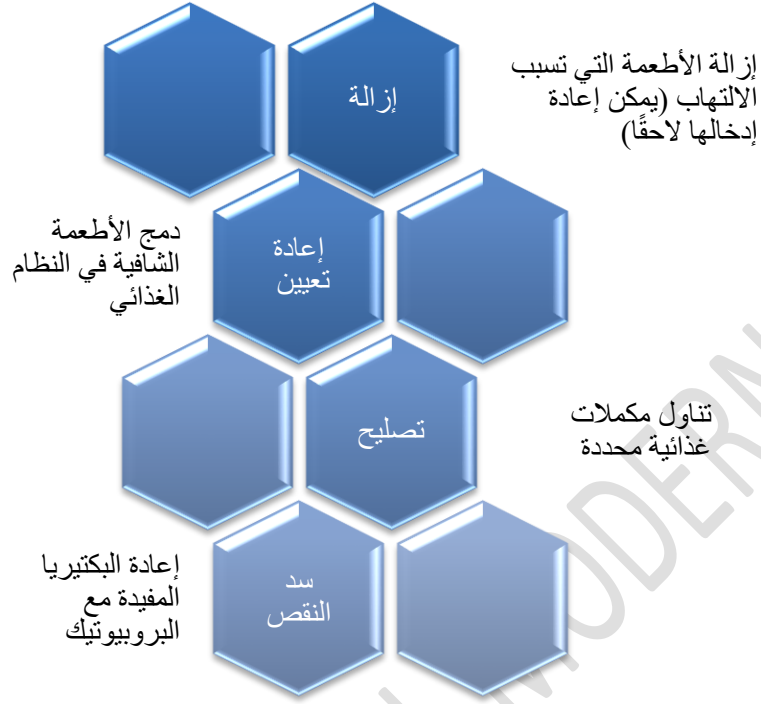 إزالة
إزالة الأطعمة التي تسبب
الالتهاب (يمكن إعادة
إدخالها لاحقًا)
إعادة
تعيين
دمج الأطعمة
الشافية في النظام
الغذائي
تصليح
تناول مكملات
غذائية محددة
سد
النقص
إعادة البكتيريا
المفيدة مع
البروبيوتيك
MODERN